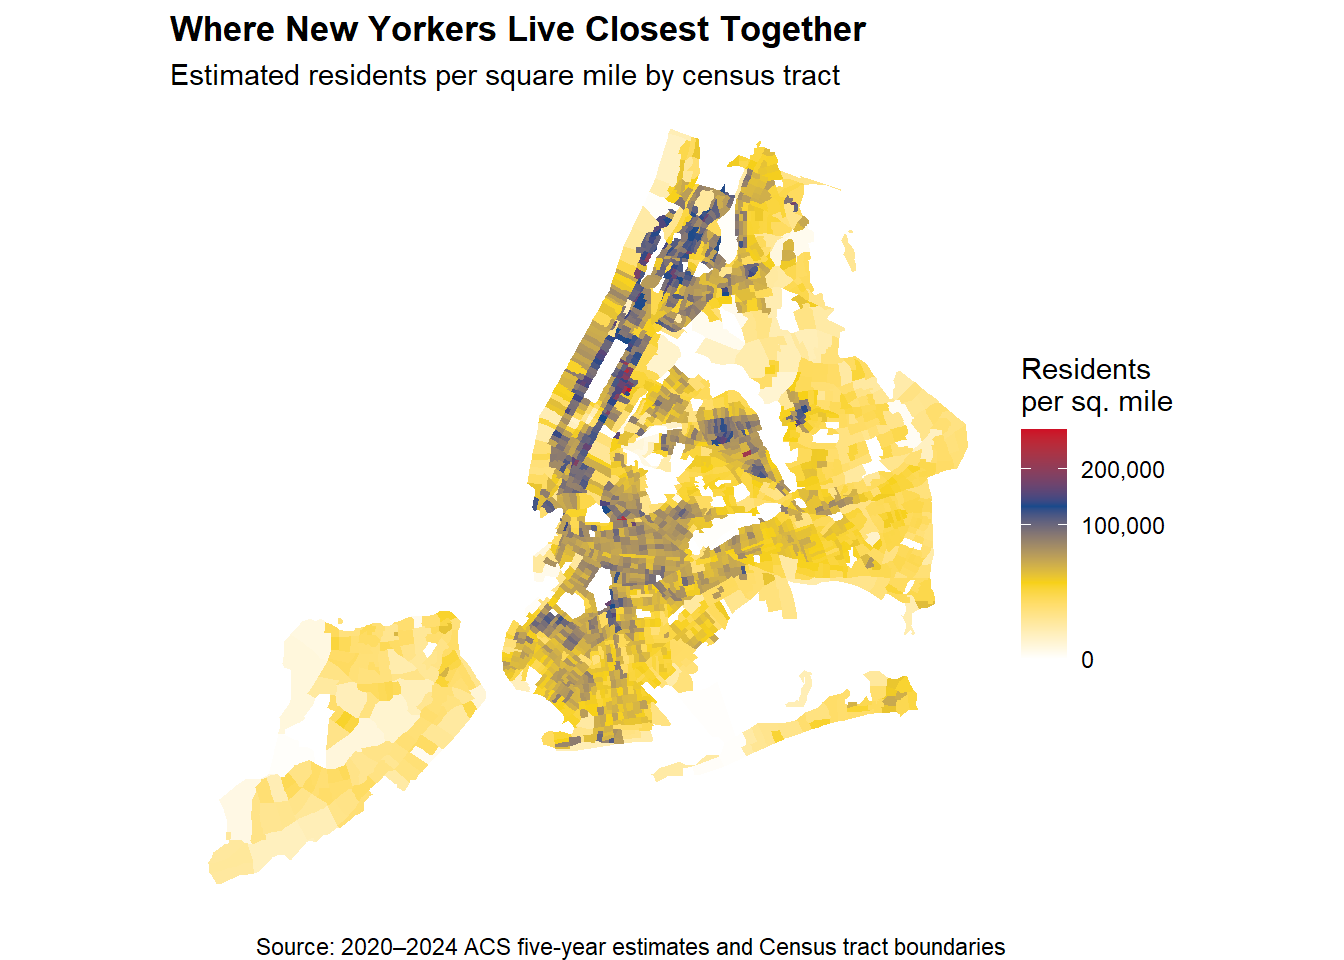 Where New Yorkers Live Closest Together
Estimated residents per square mile by census tract
Residents
per sq. mile
200,000
100,000
0
Source: 2020–2024 ACS five-year estimates and Census tract boundaries